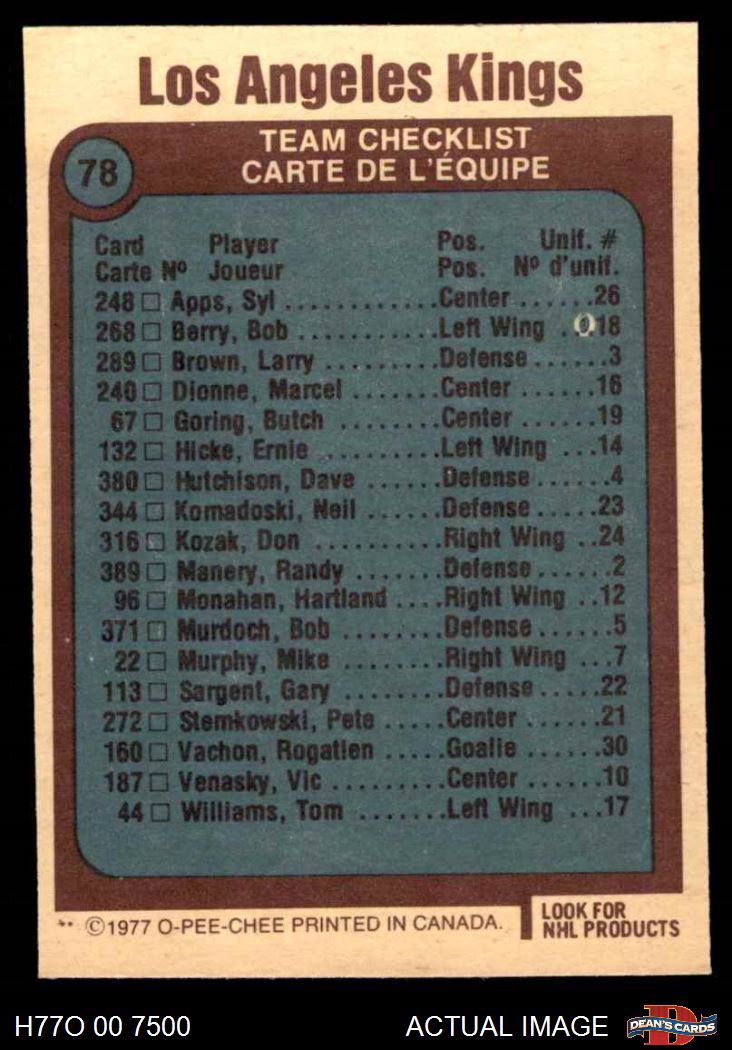 Los Angeles Kings
78
TEAM CHECKLIST
CARTE DE L'ÉQUIPE
Card Player Pos. Unif. #
Carte Nº Joueur Pos. Nº d'unif.
248 □ Apps, Syl ............Center ......26
268 □ Berry, Bob ............Left Wing ..18
289 □ Brown, Larry ..........Defense .......3
240 □ Dionne, Marcel .......Center ......16
67 □ Goring, Butch ........Center ......19
132 □ Hicke, Ernie ..........Left Wing ...14
380 □ Hutchison, Dave ......Defense .......4
344 □ Komadoski, Neil ......Defense .....23
316 □ Kozak, Don ..........Right Wing ..24
389 □ Manery, Randy .......Defense ......2
96 □ Monahan, Hartland ....Right Wing ..12
371 □ Murdoch, Bob ........Defense ......5
22 □ Murphy, Mike ........Right Wing ...7
113 □ Sargent, Gary ........Defense .....22
272 □ Stemkowski, Pete .....Center ......21
160 □ Vachon, Rogatien .....Goalie ......30
187 □ Venasky, Vic .........Center ......10
44 □ Williams, Tom .......Left Wing ...17
** ©1977 O-PEE-CHEE PRINTED IN CANADA.
LOOK FOR
NHL PRODUCTS
H77O 00 7500 ACTUAL IMAGE DEAN'S CARDS